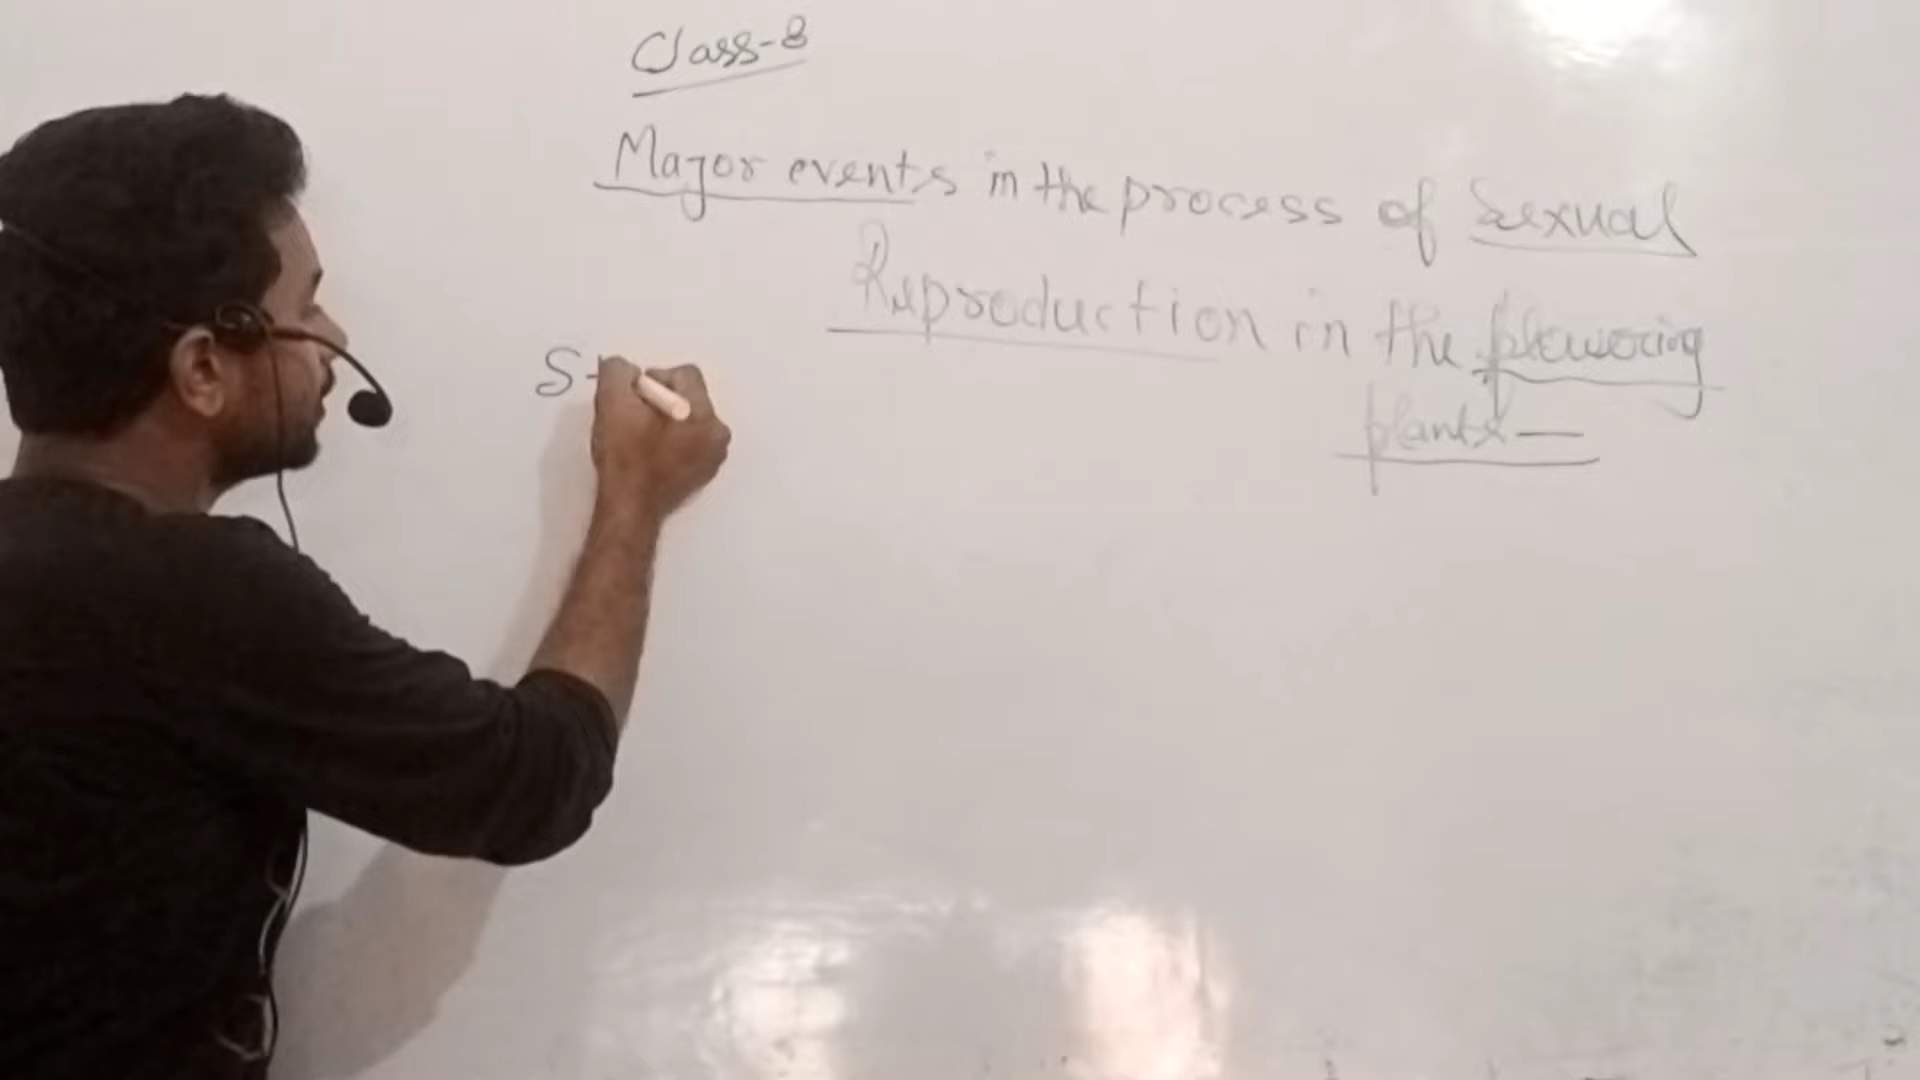 Class-8
Major events in the process of Sexual
Reproduction in the flowering
plants—
S